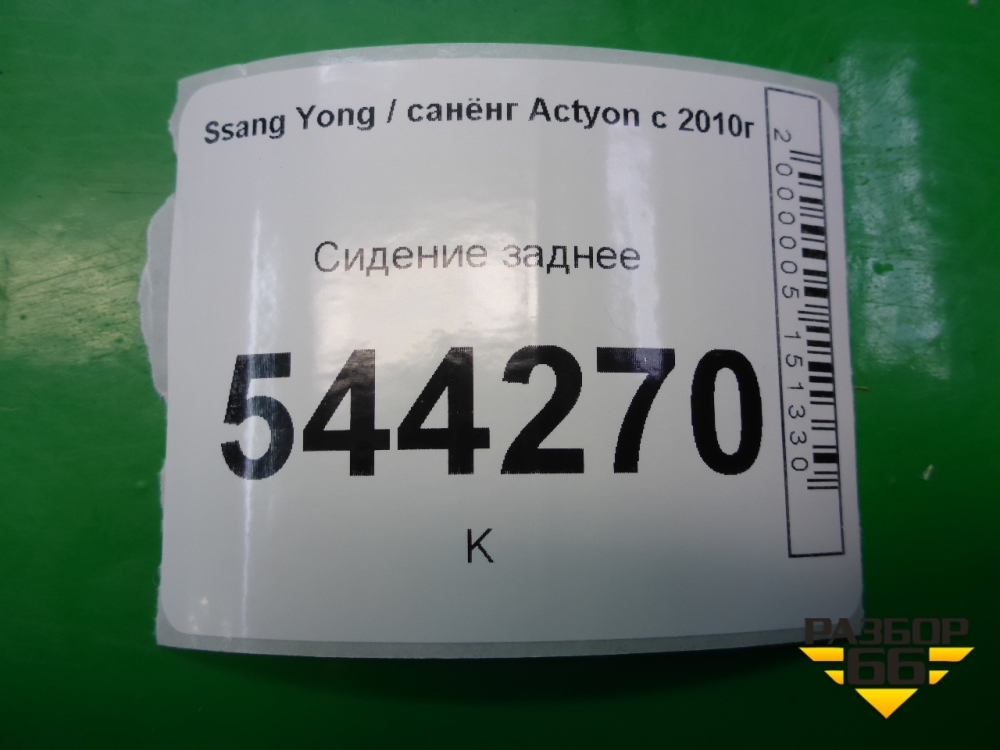 Ssang Yong / санёнг Actyon с 2010г
Сидение заднее
544270
К
2000005151330
РАЗБОР
66